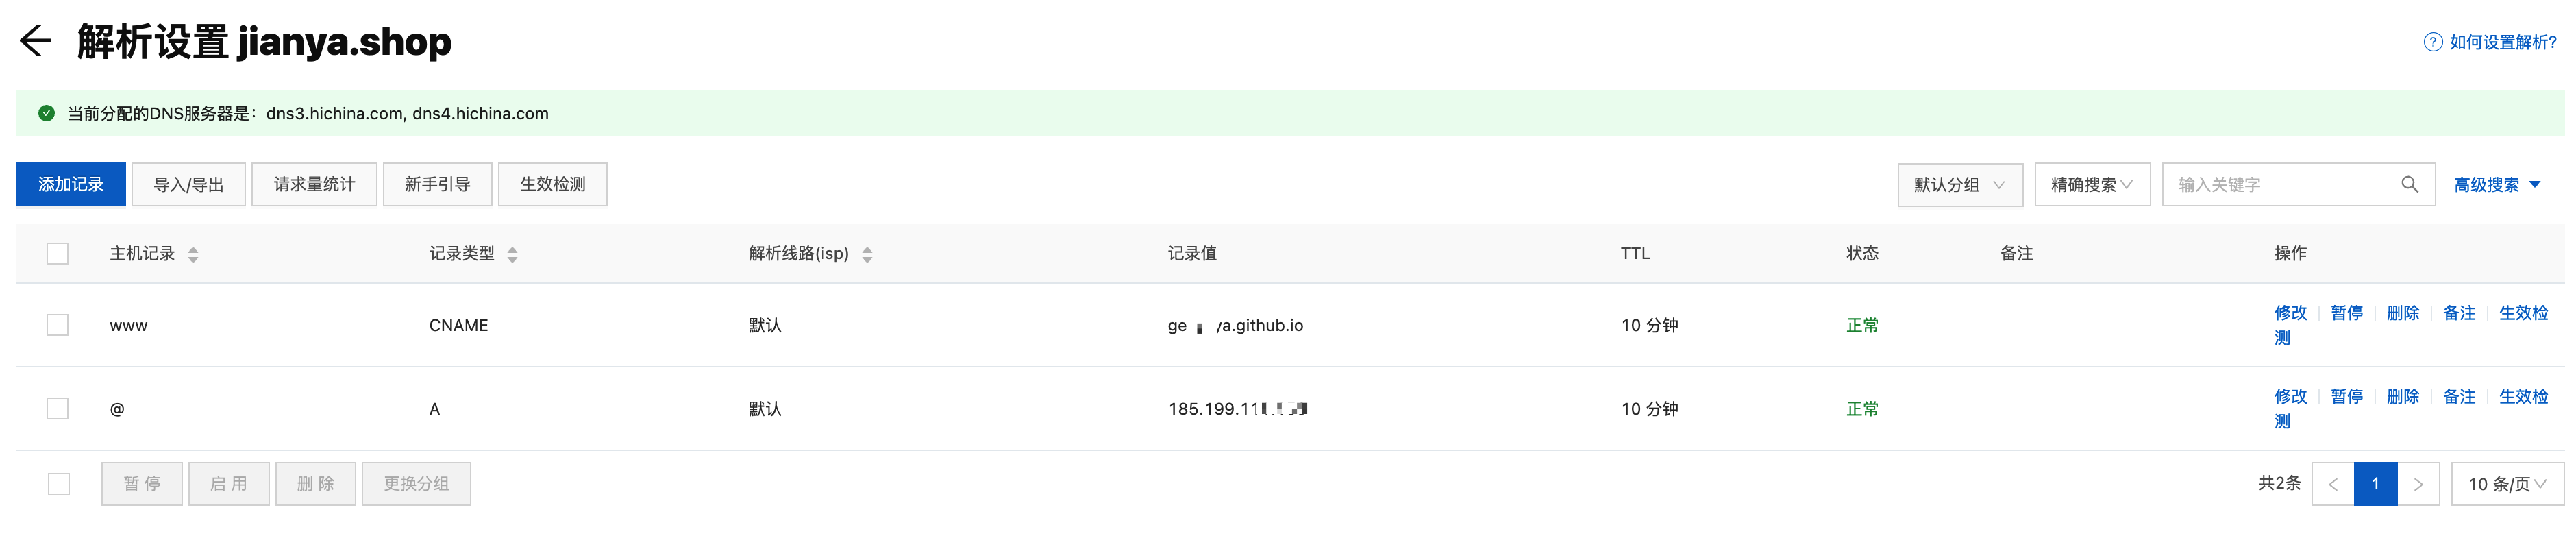 解析设置 jianya.shop
如何设置解析?
当前分配的DNS服务器是：dns3.hichina.com, dns4.hichina.com
添加记录 导入/导出 请求量统计 新手引导 生效检测 默认分组 精确搜索 输入关键字 高级搜索
主机记录 记录类型 解析线路(isp) 记录值 TTL 状态 备注 操作
www CNAME 默认 ge /a.github.io 10 分钟 正常 修改 暂停 删除 备注 生效检
测
@ A 默认 185.199.11 10 分钟 正常 修改 暂停 删除 备注 生效检
测
暂停 启用 删除 更换分组 共2条 < 1 > 10 条/页